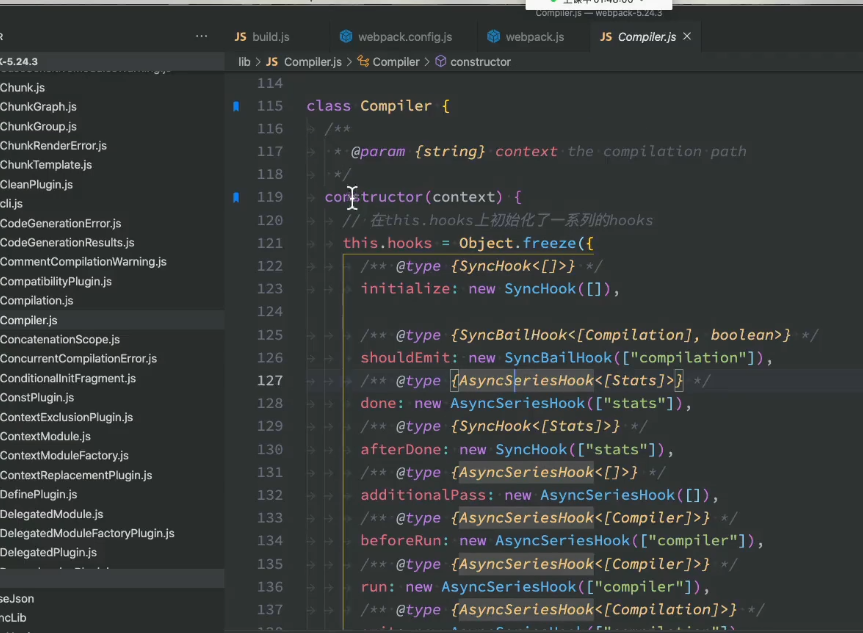 Compiler.js — webpack-5.24.3
JS build.js
webpack.config.js
webpack.js
JS Compiler.js ×
K-5.24.3
lib > JS Compiler.js > Compiler > constructor
Chunk.js
ChunkGraph.js
ChunkGroup.js
ChunkRenderError.js
ChunkTemplate.js
CleanPlugin.js
cli.js
CodeGenerationError.js
CodeGenerationResults.js
CommentCompilationWarning.js
CompatibilityPlugin.js
Compilation.js
Compiler.js
ConcatenationScope.js
ConcurrentCompilationError.js
ConditionalInitFragment.js
ConstPlugin.js
ContextExclusionPlugin.js
ContextModule.js
ContextModuleFactory.js
ContextReplacementPlugin.js
DefinePlugin.js
DelegatedModule.js
DelegatedModuleFactoryPlugin.js
DelegatedPlugin.js
seJson
ncLib
114
115 class Compiler {
116 /**
117 * @param {string} context the compilation path
118 */
119 constructor(context) {
120 // 在this.hooks上初始化了一系列的hooks
121 this.hooks = Object.freeze({
122 /** @type {SyncHook<[]>} */
123 initialize: new SyncHook([]),
124
125 /** @type {SyncBailHook<[Compilation], boolean>} */
126 shouldEmit: new SyncBailHook(["compilation"]),
127 /** @type {AsyncSeriesHook<[Stats]>} */
128 done: new AsyncSeriesHook(["stats"]),
129 /** @type {SyncHook<[Stats]>} */
130 afterDone: new SyncHook(["stats"]),
131 /** @type {AsyncSeriesHook<[]>} */
132 additionalPass: new AsyncSeriesHook([]),
133 /** @type {AsyncSeriesHook<[Compiler]>} */
134 beforeRun: new AsyncSeriesHook(["compiler"]),
135 /** @type {AsyncSeriesHook<[Compiler]>} */
136 run: new AsyncSeriesHook(["compiler"]),
137 /** @type {AsyncSeriesHook<[Compilation]>} */